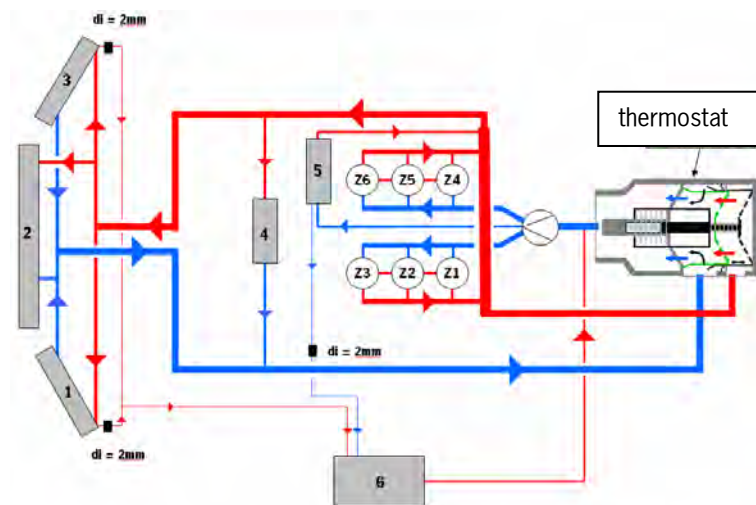 di = 2mm
3
thermostat
5
Z6 Z5 Z4
2
4
Z3 Z2 Z1
di = 2mm
1
di = 2mm
6